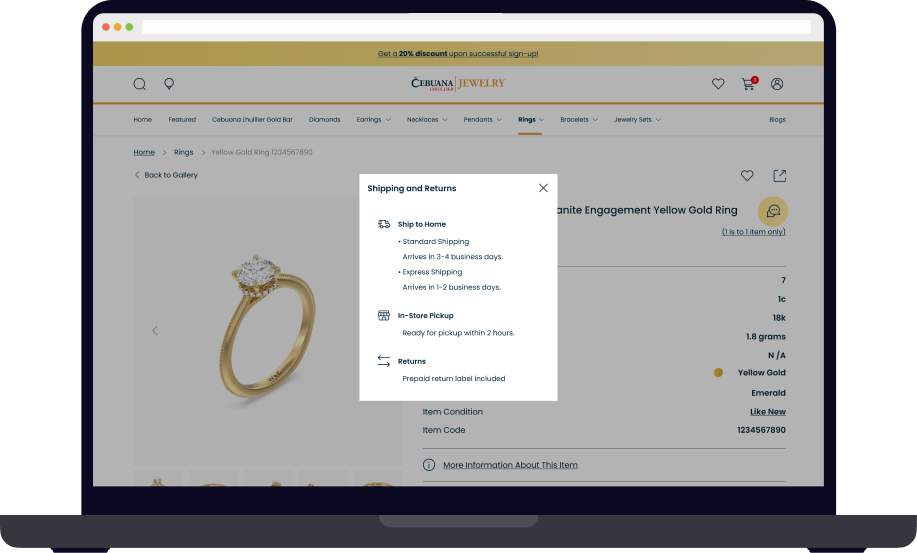 Get a 20% discount upon successful sign-up!
CEBUANA LHUILLIER JEWELRY
3
Home Featured Cebuana Lhuillier Gold Bar Diamonds Earrings Necklaces Pendants Rings Bracelets Jewelry Sets Blogs
Home > Rings > Yellow Gold Ring 1234567890
Back to Gallery
Shipping and Returns
Ship to Home
• Standard Shipping
Arrives in 3-4 business days.
• Express Shipping
Arrives in 1-2 business days.
In-Store Pickup
Ready for pickup within 2 hours.
Returns
Prepaid return label included
Engagement Yellow Gold Ring
(1 is to 1 item only)
7
1c
18k
1.8 grams
N /A
Yellow Gold
Emerald
Item Condition Like New
Item Code 1234567890
More Information About This Item